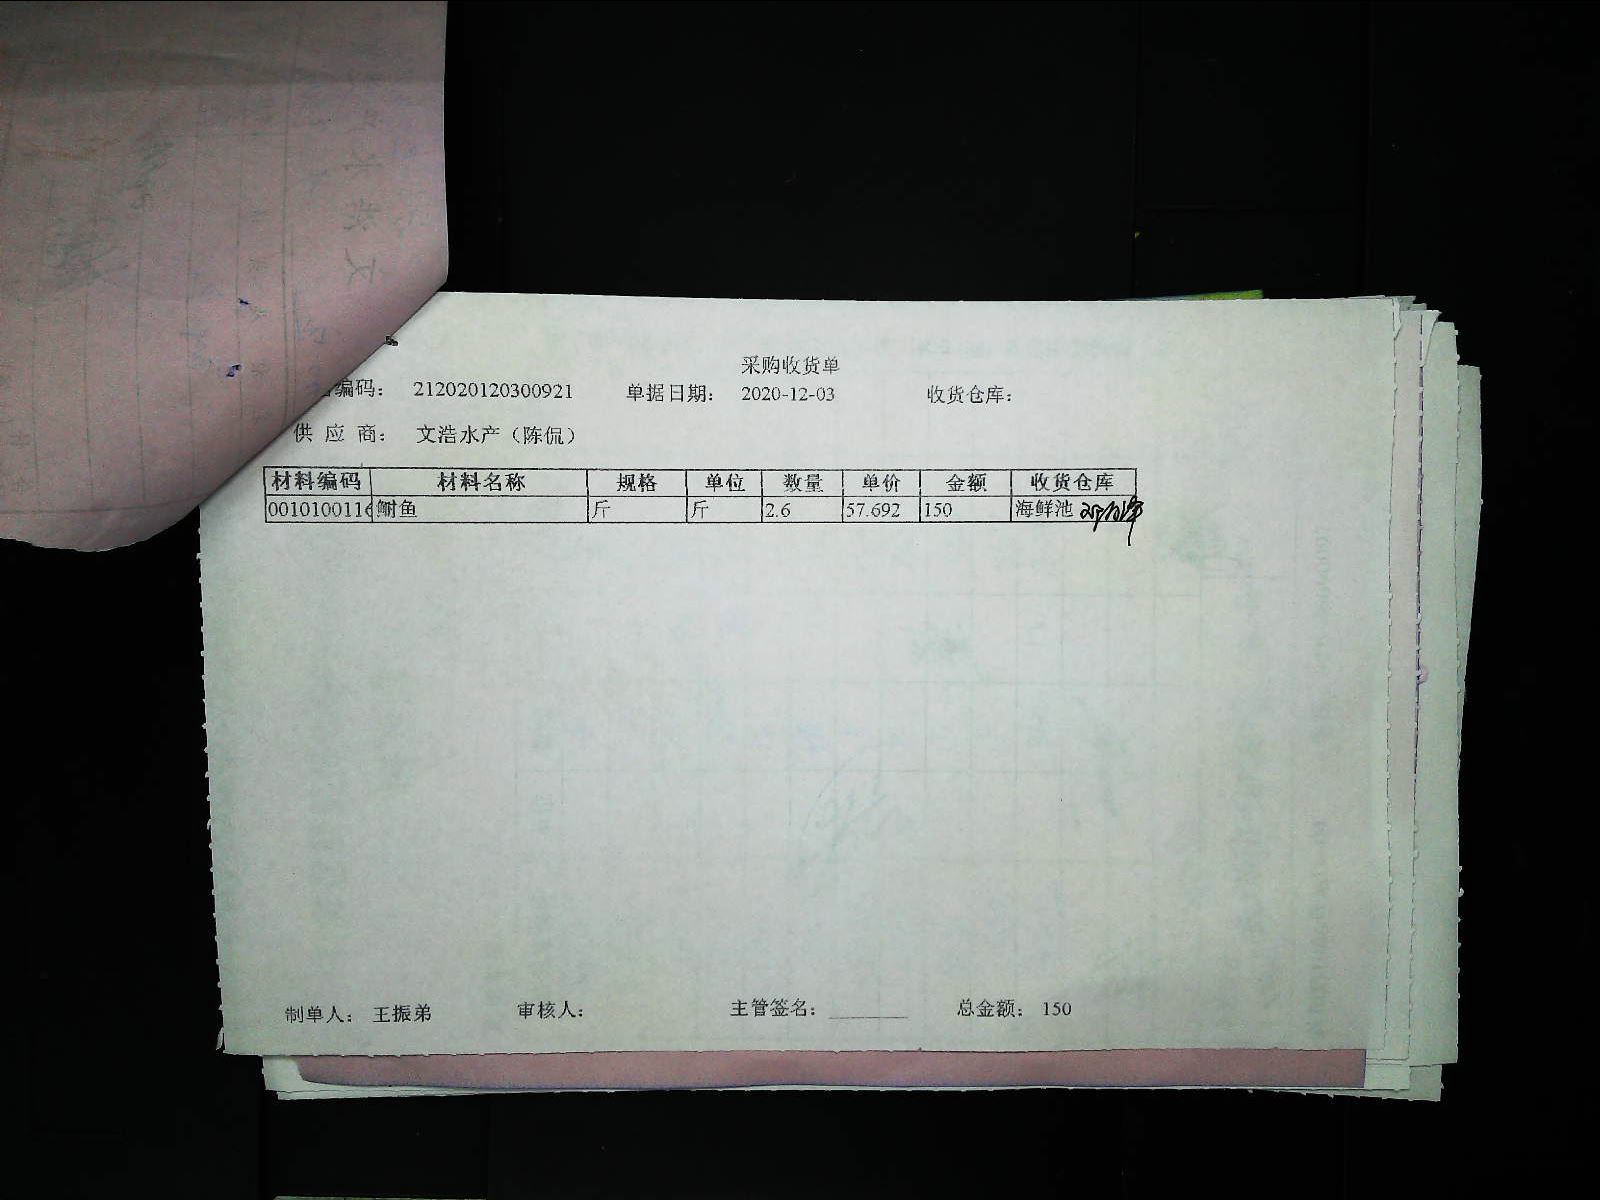 采购收货单
编码: 212020120300921 单据日期: 2020-12-03 收货仓库:
供 应 商: 文浩水产（陈侃）
材料编码 材料名称 规格 单位 数量 单价 金额 收货仓库
0010100116 鲋鱼 斤 斤 2.6 57.692 150 海鲜池
制单人: 王振弟 审核人: 主管签名: 总金额: 150